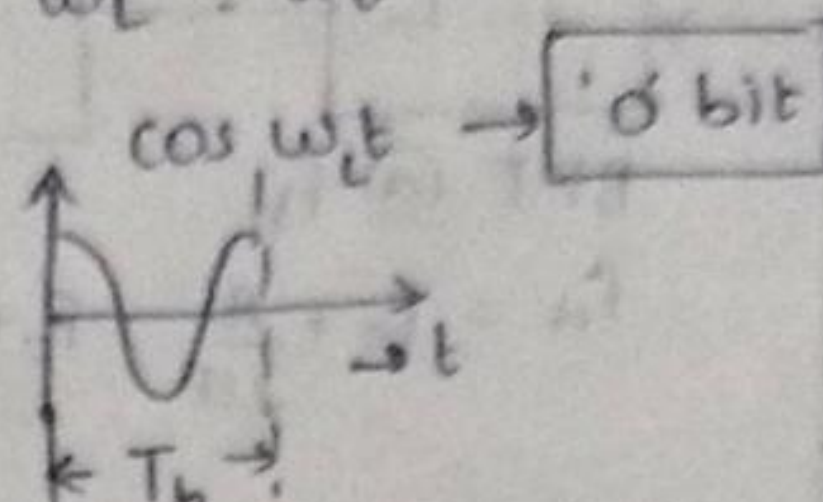 cos ω_L t → '0' bit
→ t
T_b